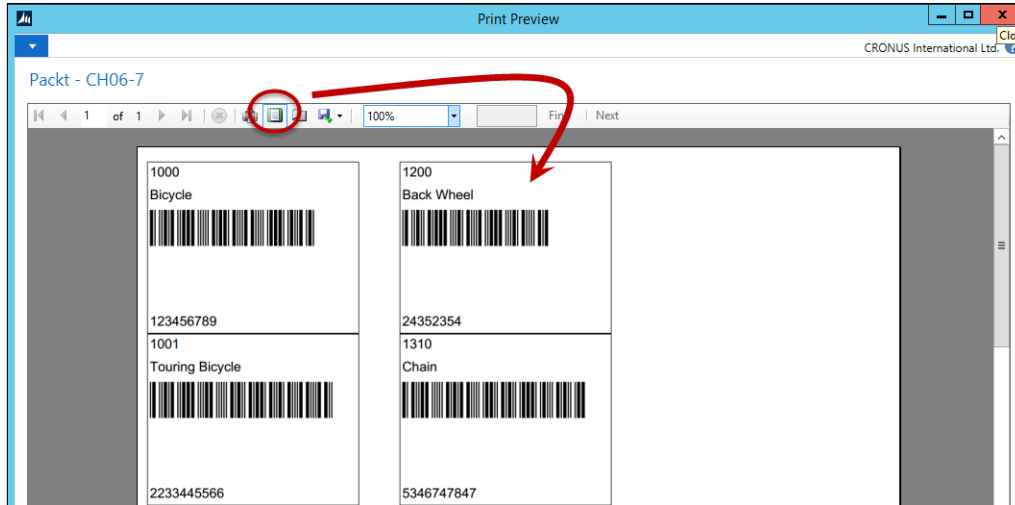 Print Preview
Clo
CRONUS International Ltd.
Packt - CH06-7
1 of 1 100% Find Next
1000
Bicycle
123456789
1200
Back Wheel
24352354
1001
Touring Bicycle
2233445566
1310
Chain
5346747847